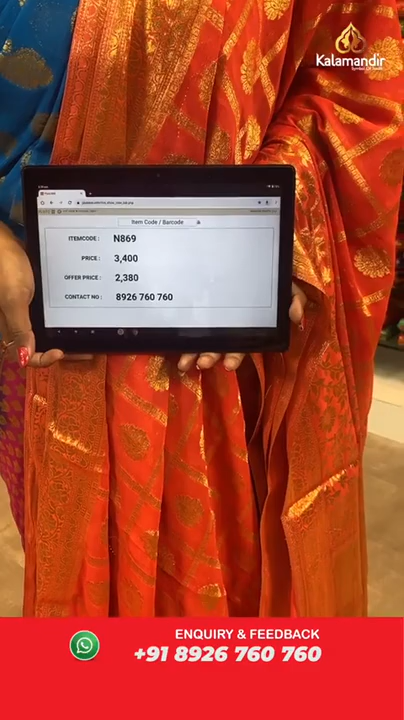 Kalamandir
Item Code / Barcode
ITEMCODE : N869
PRICE : 3,400
OFFER PRICE : 2,380
CONTACT NO : 8926 760 760
ENQUIRY & FEEDBACK
+91 8926 760 760